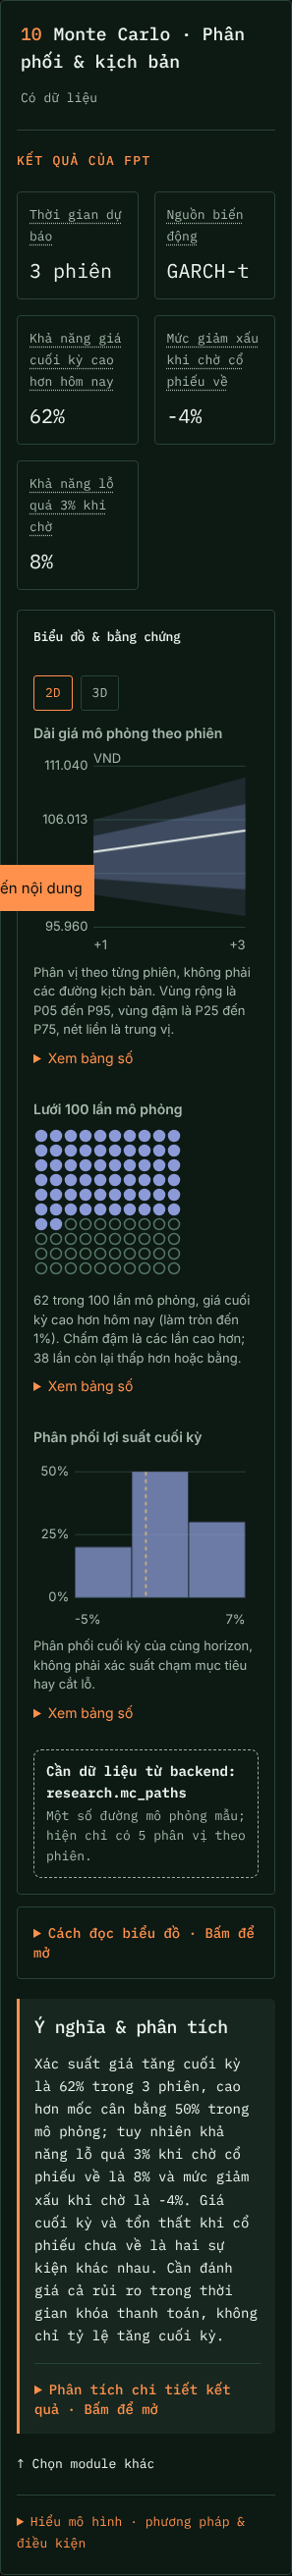 10 Monte Carlo · Phân
phối & kịch bản
Có dữ liệu
KẾT QUẢ CỦA FPT
Thời gian dự
báo
3 phiên
Nguồn biến
động
GARCH-t
Khả năng giá
cuối kỳ cao
hơn hôm nay
62%
Mức giảm xấu
khi chờ cổ
phiếu về
-4%
Khả năng lỗ
quá 3% khi
chờ
8%
Biểu đồ & bằng chứng
2D
3D
Dải giá mô phỏng theo phiên
VND
111.040
106.013
ến nội dung
95.960
+1
+3
Phân vị theo từng phiên, không phải
các đường kịch bản. Vùng rộng là
P05 đến P95, vùng đậm là P25 đến
P75, nét liền là trung vị.
▶ Xem bảng số
Lưới 100 lần mô phỏng
62 trong 100 lần mô phỏng, giá cuối
kỳ cao hơn hôm nay (làm tròn đến
1%). Chấm đậm là các lần cao hơn;
38 lần còn lại thấp hơn hoặc bằng.
▶ Xem bảng số
Phân phối lợi suất cuối kỳ
50%
25%
0%
-5%
7%
Phân phối cuối kỳ của cùng horizon,
không phải xác suất chạm mục tiêu
hay cắt lỗ.
▶ Xem bảng số
Cần dữ liệu từ backend:
research.mc_paths
Một số đường mô phỏng mẫu;
hiện chỉ có 5 phân vị theo
phiên.
▶ Cách đọc biểu đồ · Bấm để
mở
Ý nghĩa & phân tích
Xác suất giá tăng cuối kỳ
là 62% trong 3 phiên, cao
hơn mốc cân bằng 50% trong
mô phỏng; tuy nhiên khả
năng lỗ quá 3% khi chờ cổ
phiếu về là 8% và mức giảm
xấu khi chờ là -4%. Giá
cuối kỳ và tổn thất khi cổ
phiếu chưa về là hai sự
kiện khác nhau. Cần đánh
giá cả rủi ro trong thời
gian khóa thanh toán, không
chỉ tỷ lệ tăng cuối kỳ.
▶ Phân tích chi tiết kết
quả · Bấm để mở
↑ Chọn module khác
▶ Hiểu mô hình · phương pháp &
điều kiện